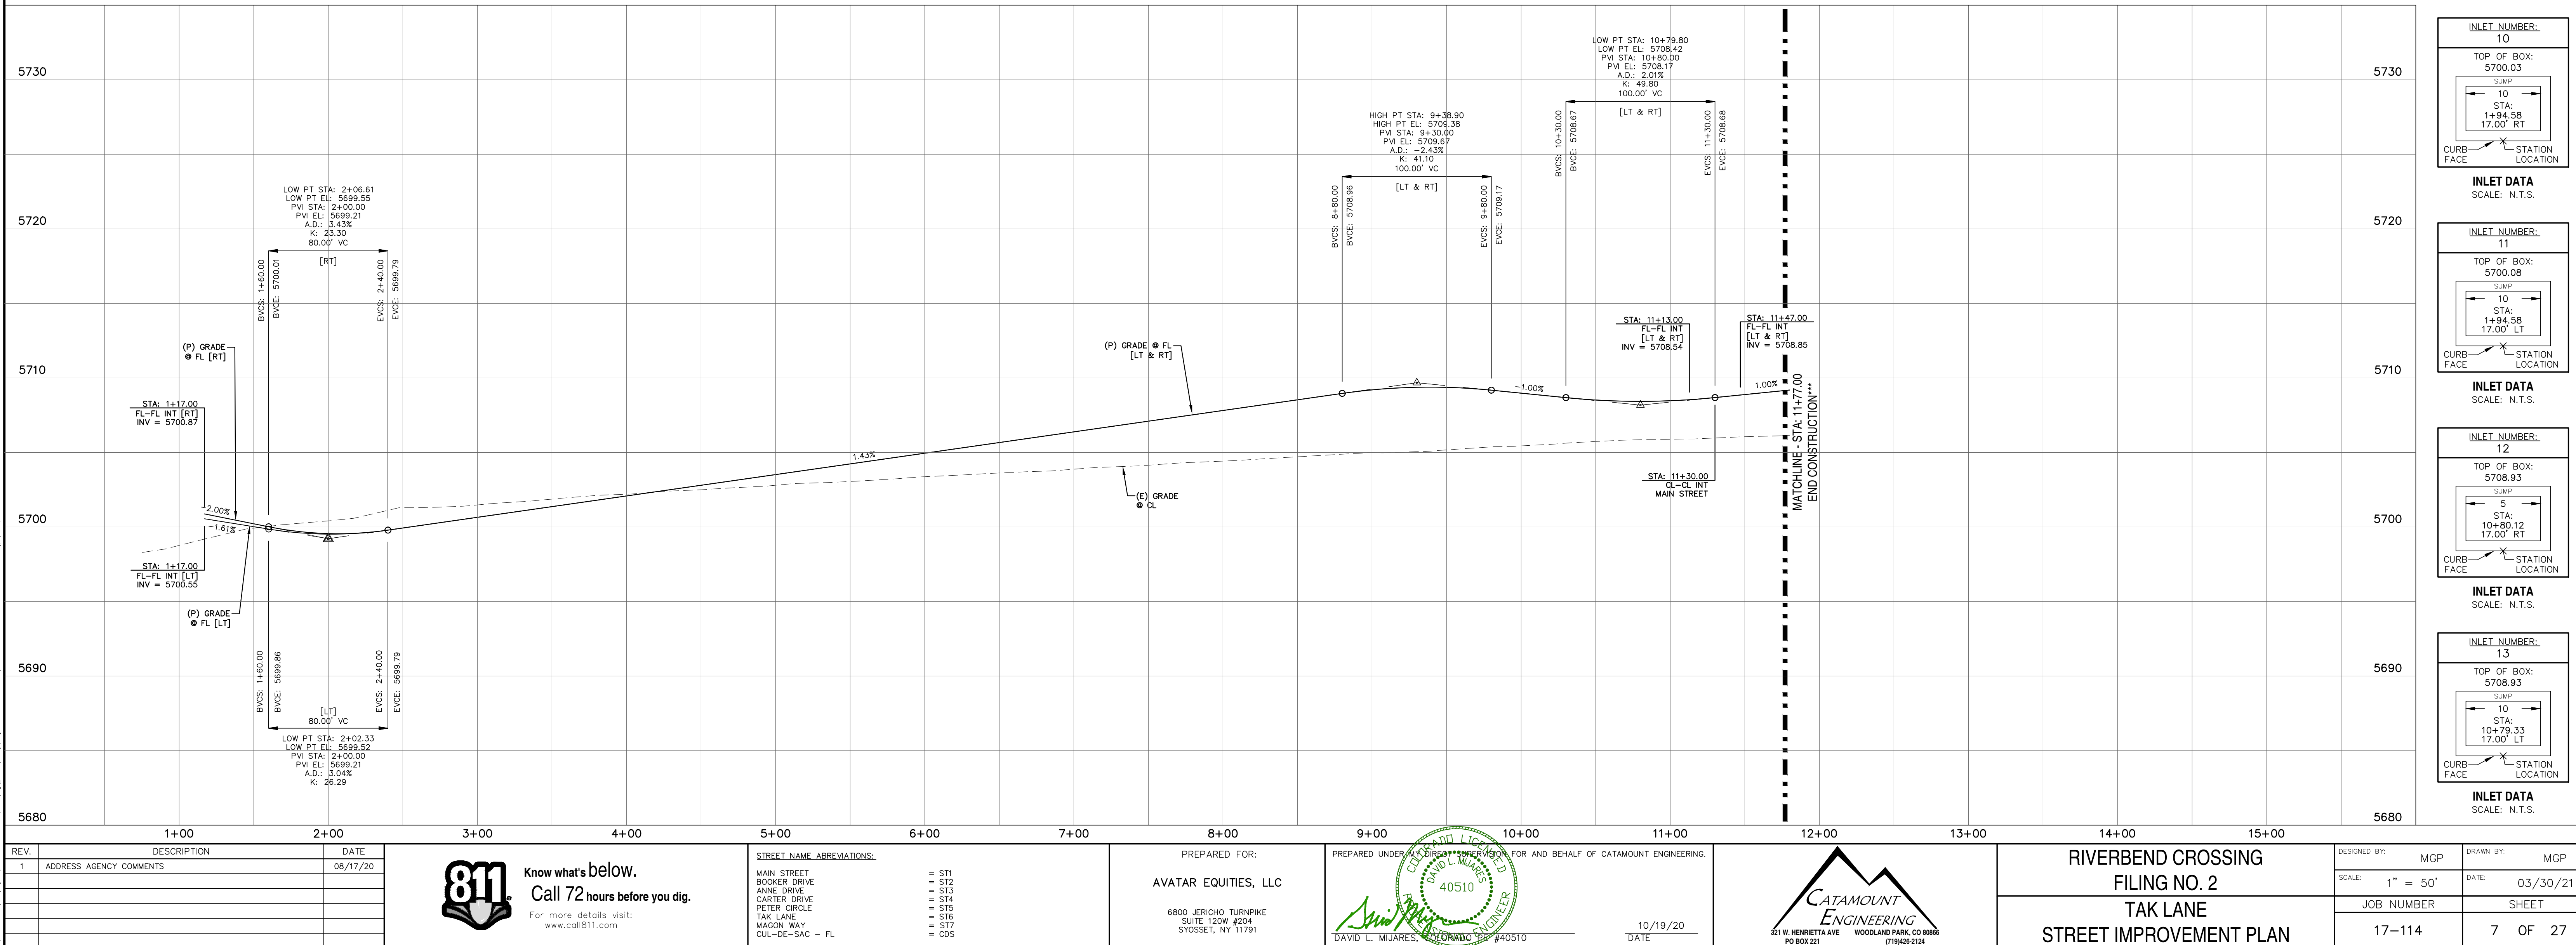 5730
5720
5710
5700
5690
5680
5730
5720
5710
5700
5690
5680
LOW PT STA: 2+06.61
LOW PT EL: 5699.55
PVI STA: 2+00.00
PVI EL: 5699.21
A.D.: 3.43%
K: 23.30
80.00' VC
[RT]
BVCS: 1+60.00
BVCE: 5700.01
EVCS: 2+40.00
EVCE: 5699.79
(P) GRADE
@ FL [RT]
STA: 1+17.00
FL-FL INT [RT]
INV = 5700.87
2.00%
-1.61%
STA: 1+17.00
FL-FL INT [LT]
INV = 5700.55
(P) GRADE
@ FL [LT]
BVCS: 1+60.00
BVCE: 5699.86
EVCS: 2+40.00
EVCE: 5699.79
[LT]
80.00' VC
LOW PT STA: 2+02.33
LOW PT EL: 5699.52
PVI STA: 2+00.00
PVI EL: 5699.21
A.D.: 3.04%
K: 26.29
1.43%
(P) GRADE @ FL
[LT & RT]
(E) GRADE
@ CL
HIGH PT STA: 9+38.90
HIGH PT EL: 5709.38
PVI STA: 9+30.00
PVI EL: 5709.67
A.D.: -2.43%
K: 41.10
100.00' VC
[LT & RT]
BVCS: 8+80.00
BVCE: 5708.96
EVCS: 9+80.00
EVCE: 5709.17
LOW PT STA: 10+79.80
LOW PT EL: 5708.42
PVI STA: 10+80.00
PVI EL: 5708.17
A.D.: 2.01%
K: 49.80
100.00' VC
[LT & RT]
BVCS: 10+30.00
BVCE: 5708.67
EVCS: 11+30.00
EVCE: 5708.68
-1.00%
STA: 11+13.00
FL-FL INT
[LT & RT]
INV = 5708.54
STA: 11+47.00
FL-FL INT
[LT & RT]
INV = 5708.85
1.00%
STA: 11+30.00
CL-CL INT
MAIN STREET
MATCHLINE - STA: 11+77.00
END CONSTRUCTION***
1+00 2+00 3+00 4+00 5+00 6+00 7+00 8+00 9+00 10+00 11+00 12+00 13+00 14+00 15+00
INLET NUMBER:
10
TOP OF BOX:
5700.03
SUMP
10
STA:
1+94.58
17.00' RT
CURB FACE
STATION LOCATION
INLET DATA
SCALE: N.T.S.
INLET NUMBER:
11
TOP OF BOX:
5700.08
SUMP
10
STA:
1+94.58
17.00' LT
CURB FACE
STATION LOCATION
INLET DATA
SCALE: N.T.S.
INLET NUMBER:
12
TOP OF BOX:
5708.93
SUMP
5
STA:
10+80.12
17.00' RT
CURB FACE
STATION LOCATION
INLET DATA
SCALE: N.T.S.
INLET NUMBER:
13
TOP OF BOX:
5708.93
SUMP
10
STA:
10+79.33
17.00' LT
CURB FACE
STATION LOCATION
INLET DATA
SCALE: N.T.S.
REV. DESCRIPTION DATE
1 ADDRESS AGENCY COMMENTS 08/17/20
811
Know what's below.
Call 72 hours before you dig.
For more details visit:
www.call811.com
STREET NAME ABREVIATIONS:
MAIN STREET = ST1
BOOKER DRIVE = ST2
ANNE DRIVE = ST3
CARTER DRIVE = ST4
PETER CIRCLE = ST5
TAK LANE = ST6
MAGON WAY = ST7
CUL-DE-SAC - FL = CDS
PREPARED FOR:
AVATAR EQUITIES, LLC
6800 JERICHO TURNPIKE
SUITE 120W #204
SYOSSET, NY 11791
PREPARED UNDER MY DIRECT SUPERVISION FOR AND BEHALF OF CATAMOUNT ENGINEERING.
COLORADO LICENSED
DAVID L. MIJARES
40510
PROFESSIONAL ENGINEER
DAVID L. MIJARES, COLORADO PE #40510
10/19/20
DATE
CATAMOUNT
ENGINEERING
321 W. HENRIETTA AVE WOODLAND PARK, CO 80866
PO BOX 221 (719)426-2124
RIVERBEND CROSSING
FILING NO. 2
TAK LANE
STREET IMPROVEMENT PLAN
DESIGNED BY: MGP
DRAWN BY: MGP
SCALE: 1" = 50'
DATE: 03/30/21
JOB NUMBER
17-114
SHEET
7 OF 27